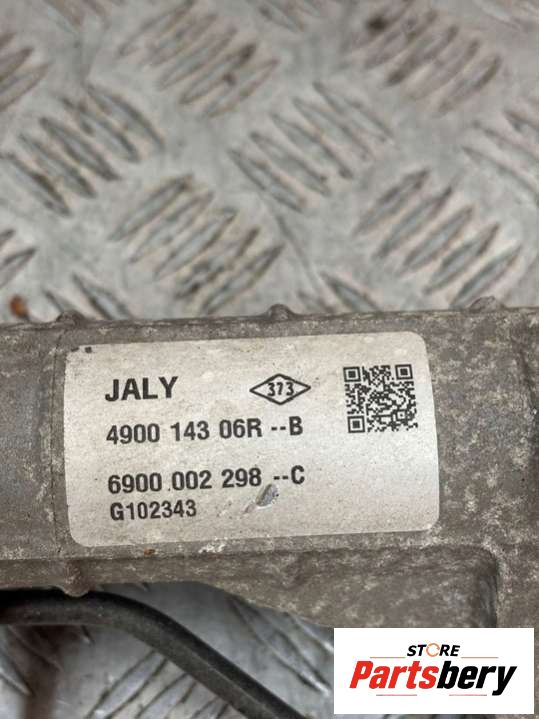 JALY 373
4900 143 06R --B
6900 002 298 --C
G102343
STORE
Partsbery